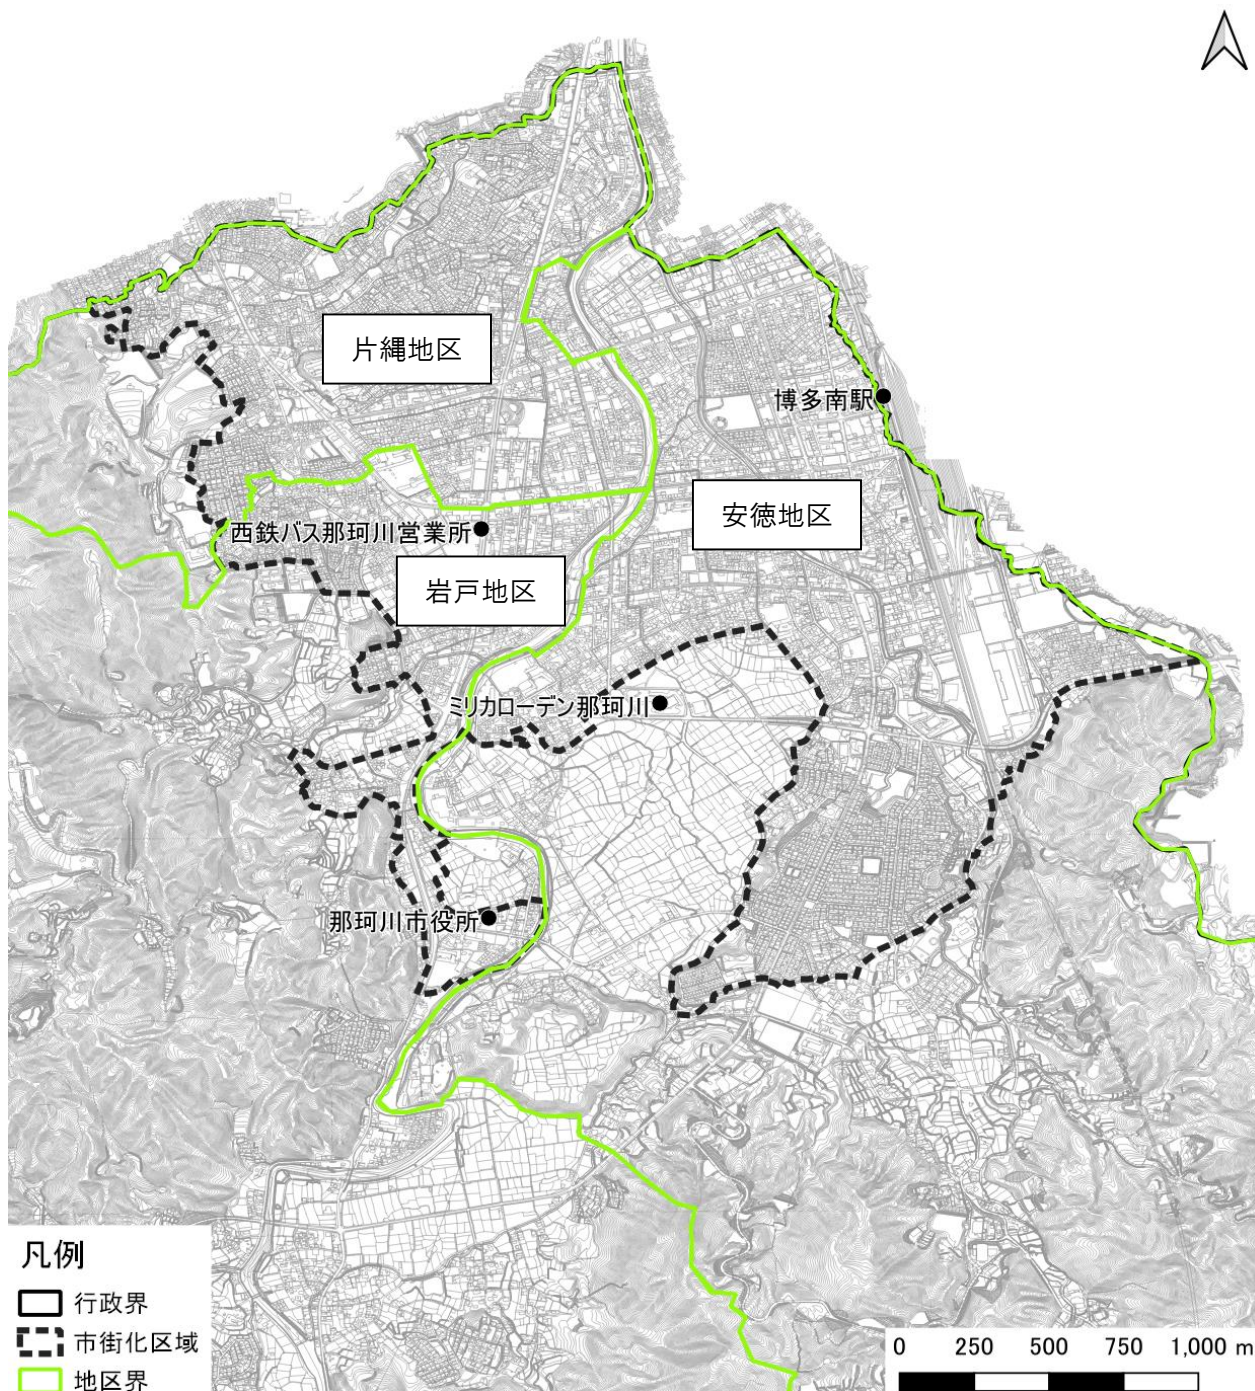 片縄地区
博多南駅
安徳地区
西鉄バス那珂川営業所
岩戸地区
ミリカローデン那珂川
那珂川市役所
凡例
行政界
市街化区域
地区界
0 250 500 750 1,000 m